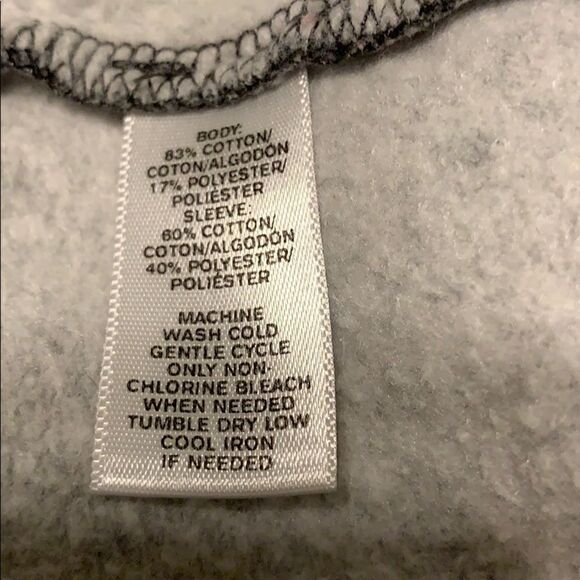 BODY:
83% COTTON/
COTON/ALGODÓN
17% POLYESTER/
POLIÉSTER
SLEEVE:
60% COTTON/
COTON/ALGODÓN
40% POLYESTER/
POLIÉSTER
MACHINE
WASH COLD
GENTLE CYCLE
ONLY NON-
CHLORINE BLEACH
WHEN NEEDED
TUMBLE DRY LOW
COOL IRON
IF NEEDED